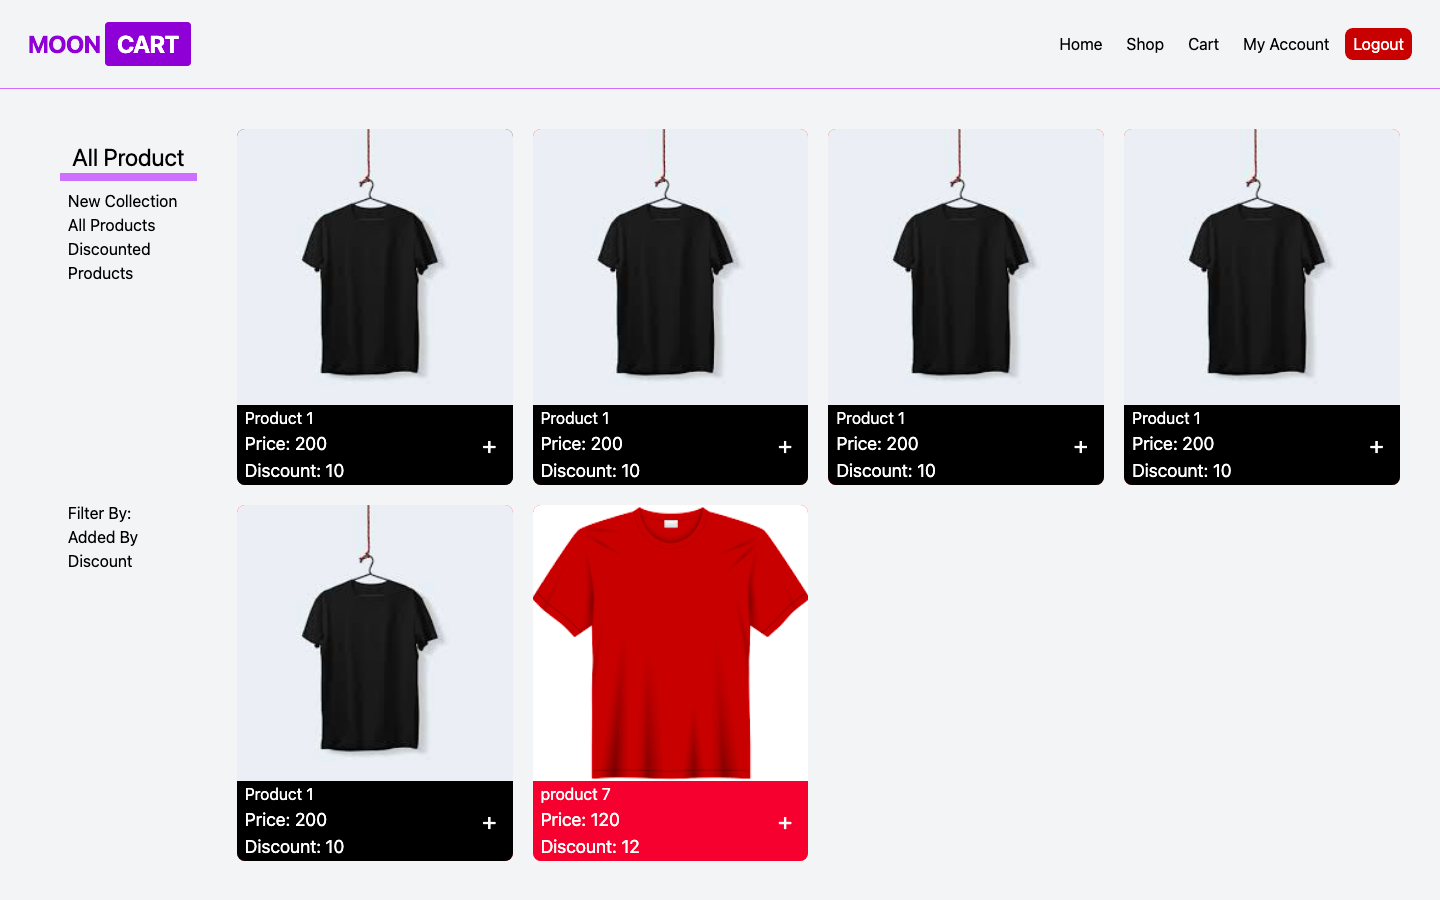 MOON CART
Home
Shop
Cart
My Account
Logout
All Product
New Collection
All Products
Discounted
Products
Filter By:
Added By
Discount
Product 1
Price: 200
Discount: 10
+
Product 1
Price: 200
Discount: 10
+
Product 1
Price: 200
Discount: 10
+
Product 1
Price: 200
Discount: 10
+
Product 1
Price: 200
Discount: 10
+
product 7
Price: 120
Discount: 12
+